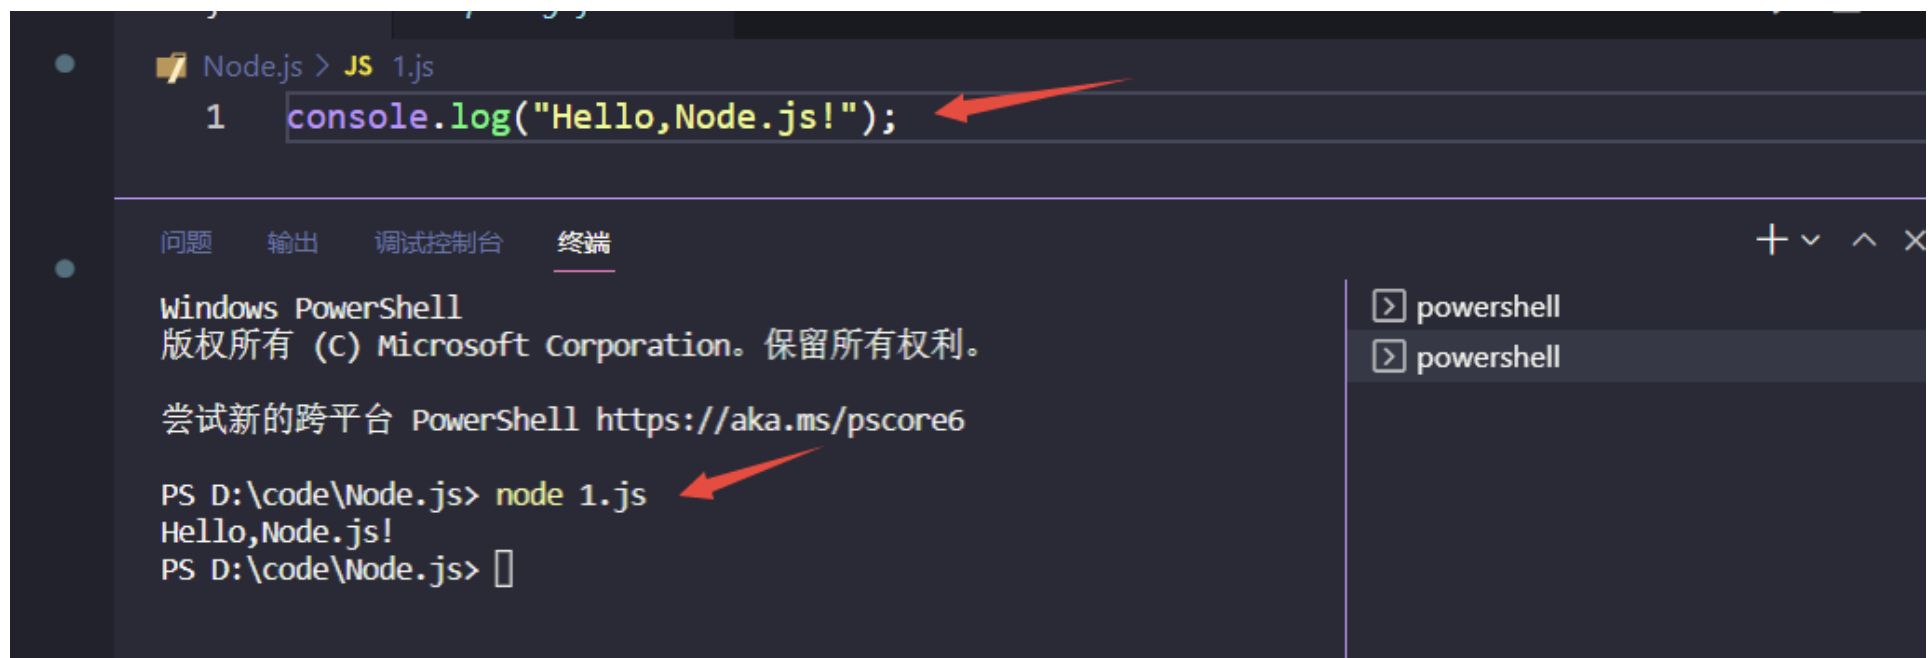 Node.js > JS 1.js
1 console.log("Hello,Node.js!");
问题 输出 调试控制台 终端
Windows PowerShell
版权所有 (C) Microsoft Corporation。保留所有权利。
尝试新的跨平台 PowerShell https://aka.ms/pscore6
PS D:\code\Node.js> node 1.js
Hello,Node.js!
PS D:\code\Node.js>
powershell
powershell